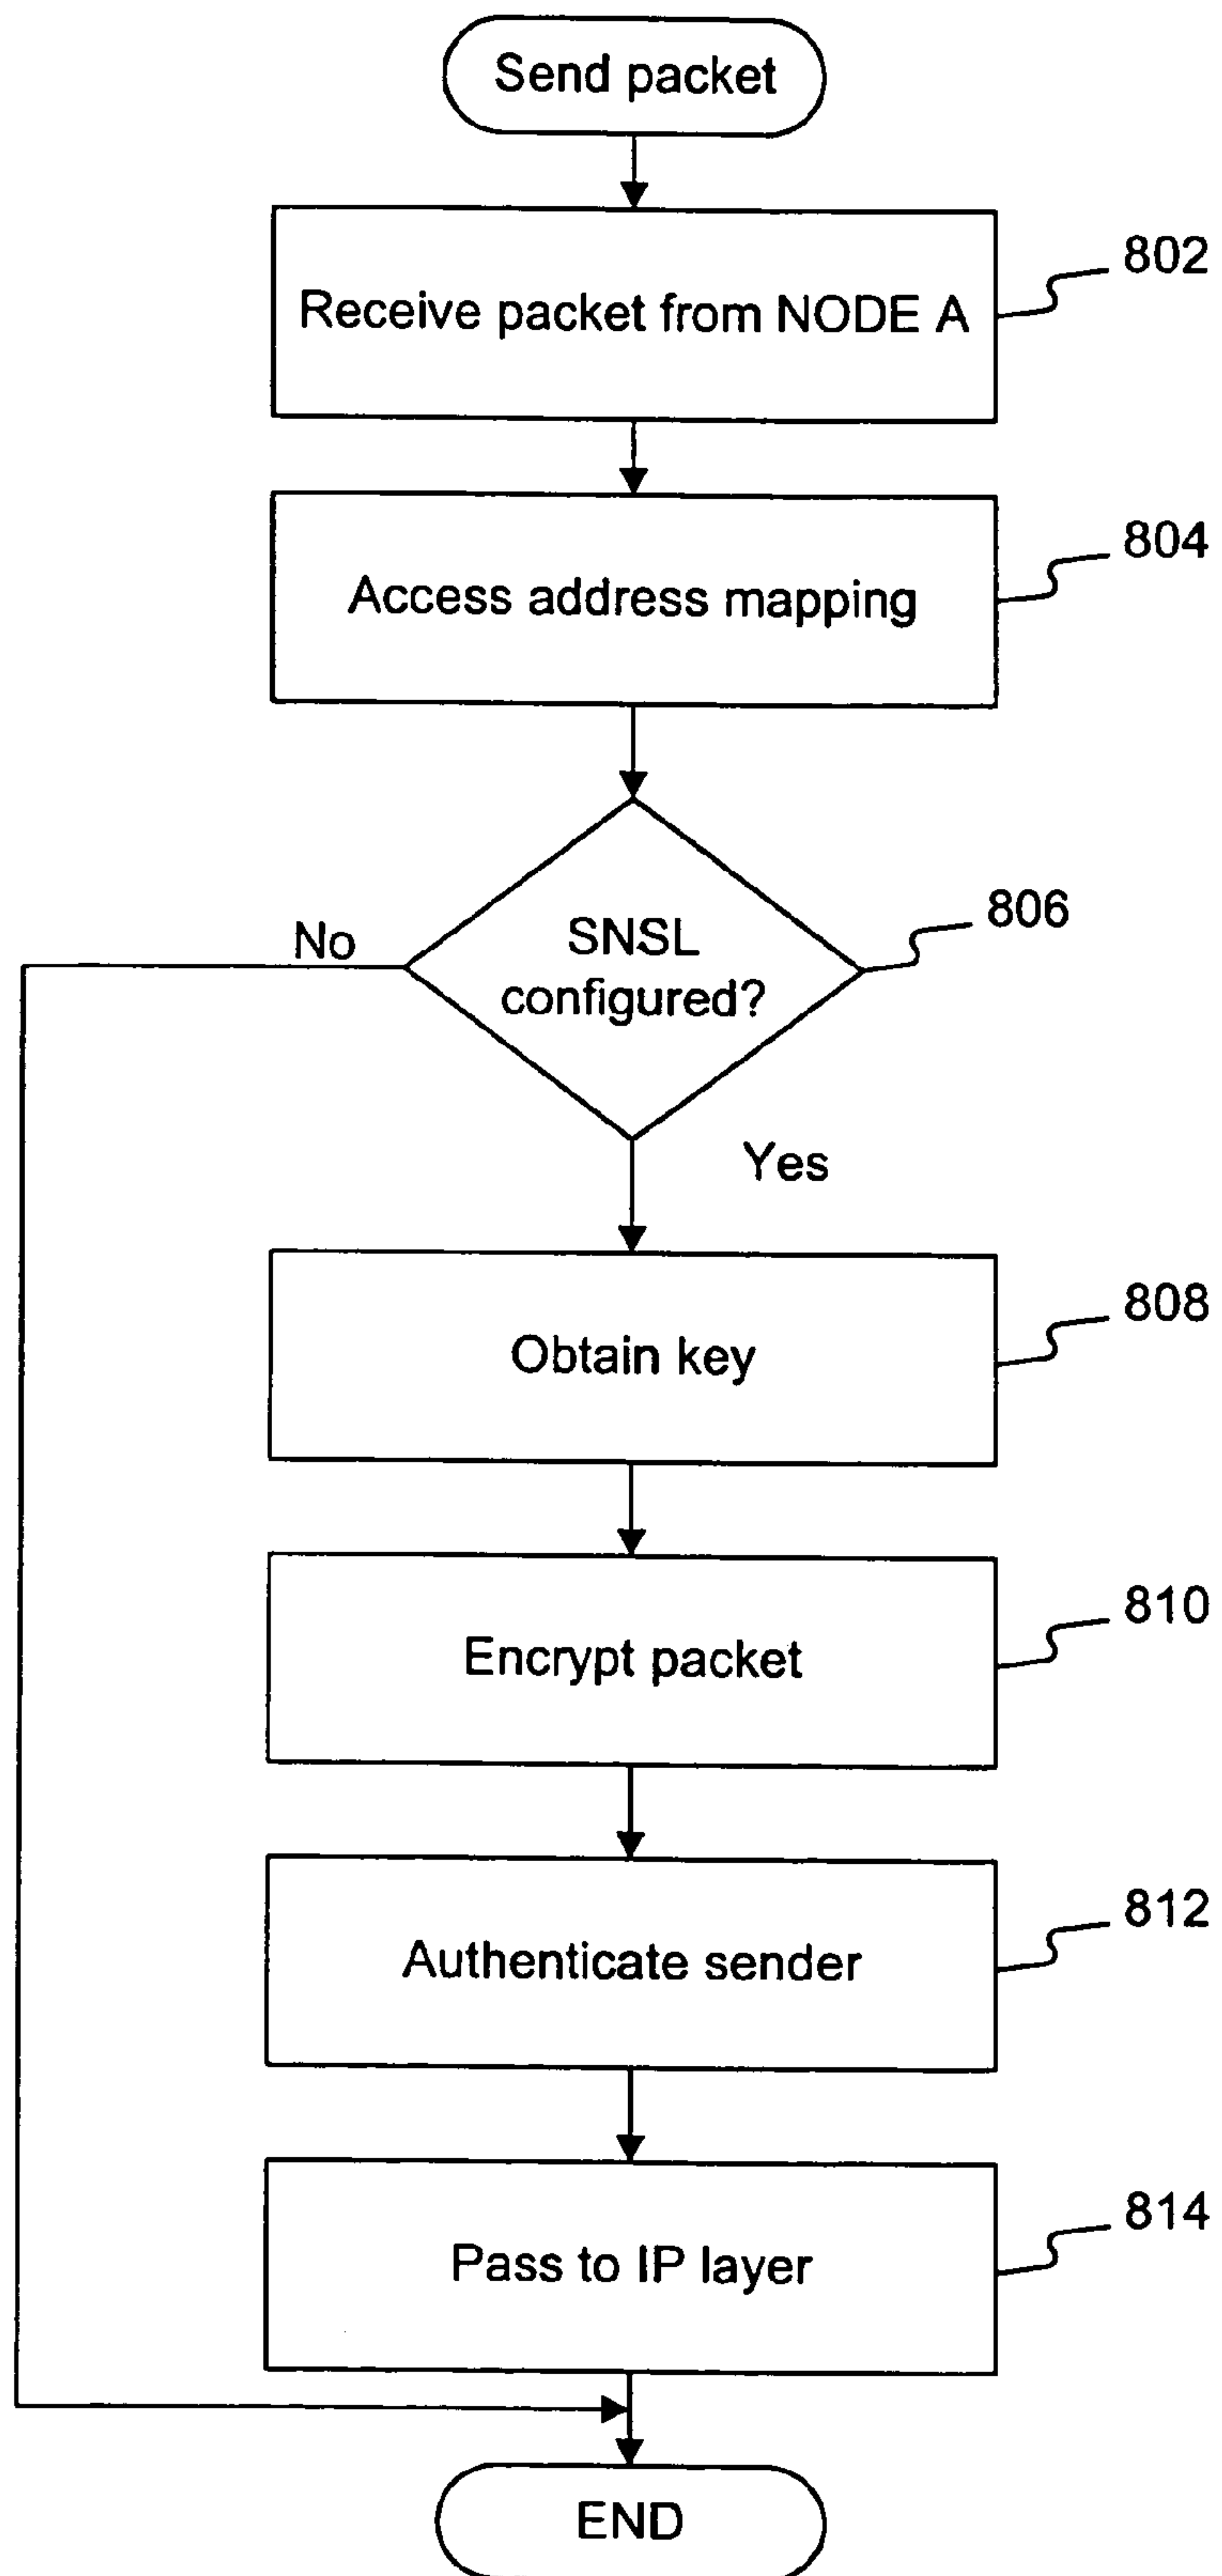 Send packet
Receive packet from NODE A
802
Access address mapping
804
SNSL
configured?
806
No
Yes
Obtain key
808
Encrypt packet
810
Authenticate sender
812
Pass to IP layer
814
END